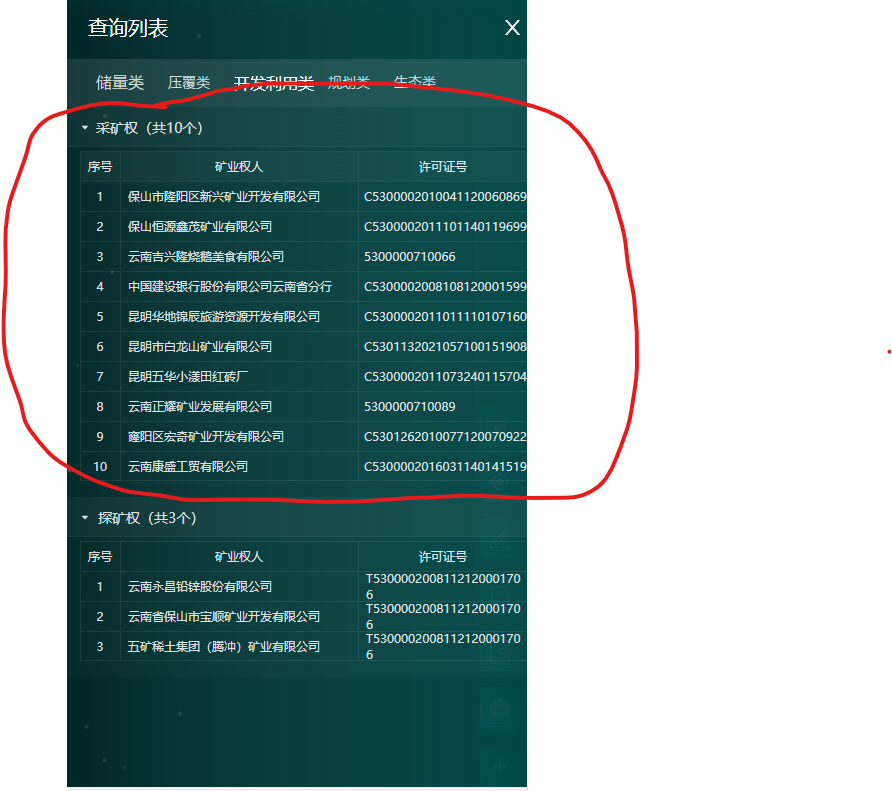 查询列表 X
储量类 压覆类 开发利用类 规划类 生态类
采矿权（共10个）
序号 矿业权人 许可证号
1 保山市隆阳区新兴矿业开发有限公司 C5300002010041120060869
2 保山恒源鑫茂矿业有限公司 C5300002011101140119699
3 云南吉兴隆烧鹅美食有限公司 5300000710066
4 中国建设银行股份有限公司云南省分行 C5300002008108120001599
5 昆明华地锦辰旅游资源开发有限公司 C5300002011011110107160
6 昆明市白龙山矿业有限公司 C5301132021057100151908
7 昆明五华小漾田红砖厂 C5300002011073240115704
8 云南正耀矿业发展有限公司 5300000710089
9 隆阳区宏奇矿业开发有限公司 C5301262010077120070922
10 云南康盛工贸有限公司 C5300002016031140141519
探矿权（共3个）
序号 矿业权人 许可证号
1 云南永昌铅锌股份有限公司 T530000200811212000170
6
2 云南省保山市宝顺矿业开发有限公司 T530000200811212000170
6
3 五矿稀土集团（腾冲）矿业有限公司 T530000200811212000170
6